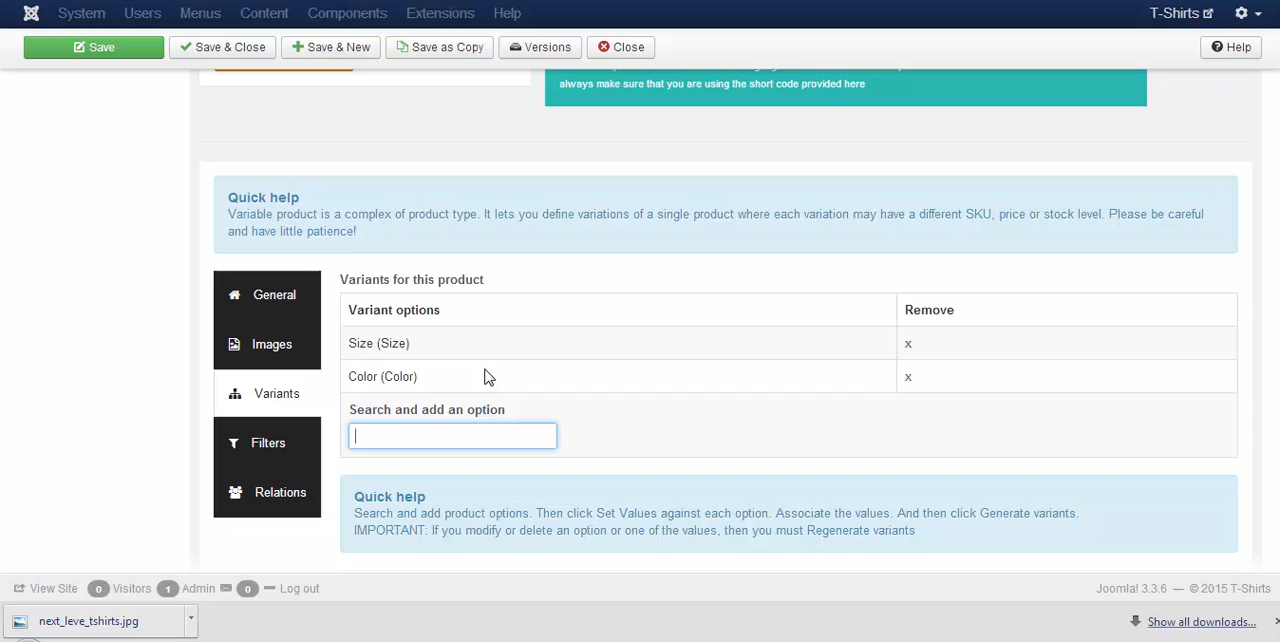 System Users Menus Content Components Extensions Help T-Shirts
Save Save & Close Save & New Save as Copy Versions Close Help
always make sure that you are using the short code provided here
Quick help
Variable product is a complex of product type. It lets you define variations of a single product where each variation may have a different SKU, price or stock level. Please be careful
and have little patience!
General
Images
Variants
Filters
Relations
Variants for this product
Variant options Remove
Size (Size) x
Color (Color) x
Search and add an option
Quick help
Search and add product options. Then click Set Values against each option. Associate the values. And then click Generate variants.
IMPORTANT: If you modify or delete an option or one of the values, then you must Regenerate variants
View Site 0 Visitors 1 Admin 0 Log out Joomla! 3.3.6 — © 2015 T-Shirts
next_leve_tshirts.jpg Show all downloads...